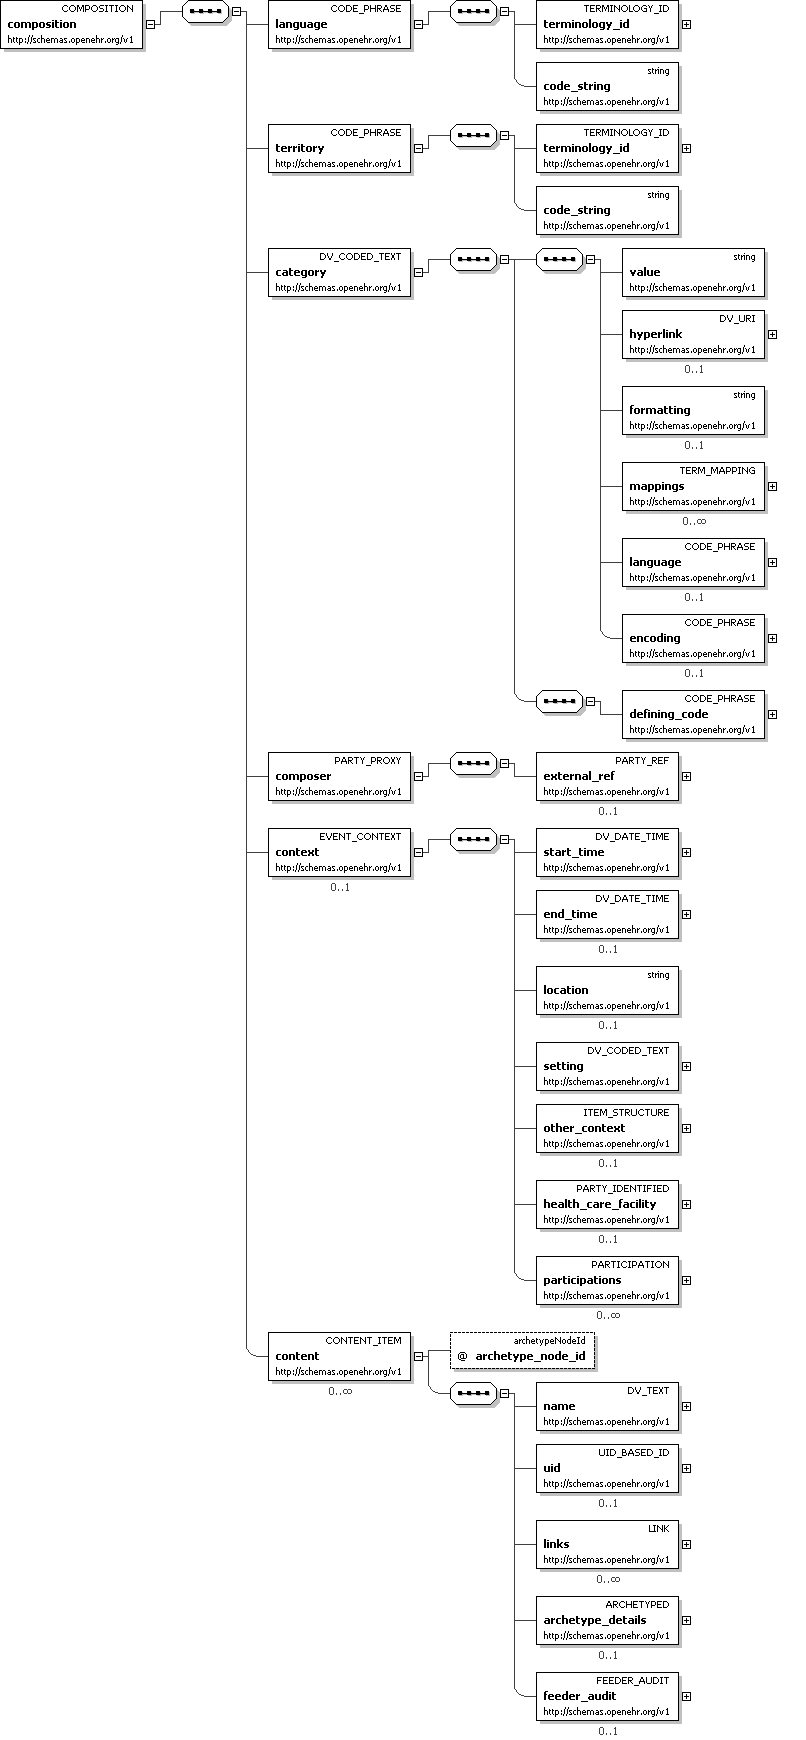 COMPOSITION
composition
http://schemas.openehr.org/v1
CODE_PHRASE
language
http://schemas.openehr.org/v1
TERMINOLOGY_ID
terminology_id
http://schemas.openehr.org/v1
string
code_string
http://schemas.openehr.org/v1
CODE_PHRASE
territory
http://schemas.openehr.org/v1
TERMINOLOGY_ID
terminology_id
http://schemas.openehr.org/v1
string
code_string
http://schemas.openehr.org/v1
DV_CODED_TEXT
category
http://schemas.openehr.org/v1
string
value
http://schemas.openehr.org/v1
DV_URI
hyperlink
http://schemas.openehr.org/v1
0..1
string
formatting
http://schemas.openehr.org/v1
0..1
TERM_MAPPING
mappings
http://schemas.openehr.org/v1
0..∞
CODE_PHRASE
language
http://schemas.openehr.org/v1
0..1
CODE_PHRASE
encoding
http://schemas.openehr.org/v1
0..1
CODE_PHRASE
defining_code
http://schemas.openehr.org/v1
PARTY_PROXY
composer
http://schemas.openehr.org/v1
PARTY_REF
external_ref
http://schemas.openehr.org/v1
0..1
EVENT_CONTEXT
context
http://schemas.openehr.org/v1
0..1
DV_DATE_TIME
start_time
http://schemas.openehr.org/v1
DV_DATE_TIME
end_time
http://schemas.openehr.org/v1
0..1
string
location
http://schemas.openehr.org/v1
0..1
DV_CODED_TEXT
setting
http://schemas.openehr.org/v1
ITEM_STRUCTURE
other_context
http://schemas.openehr.org/v1
0..1
PARTY_IDENTIFIED
health_care_facility
http://schemas.openehr.org/v1
0..1
PARTICIPATION
participations
http://schemas.openehr.org/v1
0..∞
CONTENT_ITEM
content
http://schemas.openehr.org/v1
0..∞
archetypeNodeId
@ archetype_node_id
DV_TEXT
name
http://schemas.openehr.org/v1
UID_BASED_ID
uid
http://schemas.openehr.org/v1
0..1
LINK
links
http://schemas.openehr.org/v1
0..∞
ARCHETYPED
archetype_details
http://schemas.openehr.org/v1
0..1
FEEDER_AUDIT
feeder_audit
http://schemas.openehr.org/v1
0..1